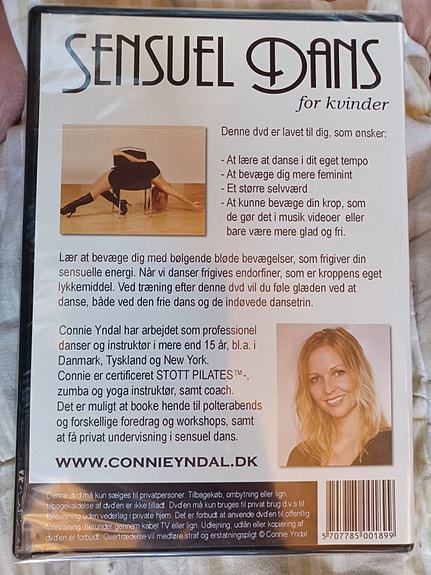 SENSUEL DANS
for kvinder
Denne dvd er lavet til dig, som ønsker:
- At lære at danse i dit eget tempo
- At bevæge dig mere feminint
- Et større selvværd
- At kunne bevæge din krop, som
de gør det i musik videoer eller
bare være mere glad og fri.
Lær at bevæge dig med bølgende bløde bevægelser, som frigiver din
sensuelle energi. Når vi danser frigives endorfiner, som er kroppens eget
lykkemiddel. Ved træning efter denne dvd vil du føle glæden ved at
danse, både ved den frie dans og de indøvede dansetrin.
Connie Yndal har arbejdet som professionel
danser og instruktør i mere end 15 år, bl.a. i
Danmark, Tyskland og New York.
Connie er certificeret STOTT PILATES™-,
zumba og yoga instruktør, samt coach.
Det er muligt at booke hende til polterabends
og forskellige foredrag og workshops, samt
at få privat undervisning i sensuel dans.
WWW.CONNIEYNDAL.DK
Denne dvd må kun sælges til privatpersoner. Tilbagekøb, ombytning eller lign.
tilbagekaldelse af dvd'en er ikke tilladt. Dvd'en må kun bruges til privat brug d.v.s til
forevisning uden vederlag i private hjem. Det er forbudt at anvende dvd'en til offentlig
forevisning, herunder gennem kabel TV eller lign. Udlejning, udlån eller kopiering af
dvd'en er forbudt. Overtrædelse vil medføre straf og erstatningspligt © Connie Yndal
5 707785 001899